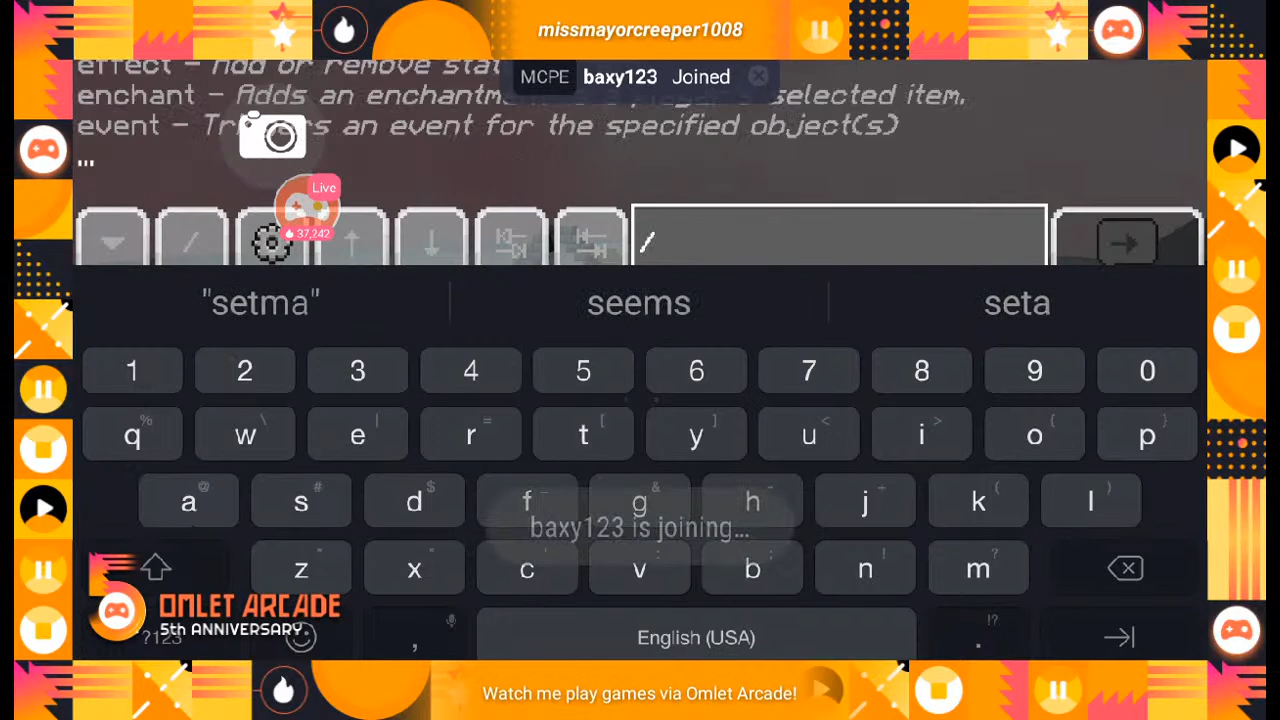 missmayorcreeper1008
effect - Add or remove stat
MCPE baxy123 Joined
enchant - Adds an enchantm selected item.
event - Triggers an event for the specified object(s)
...
Live
37,242
/
/
"setma" seems seta
1 2 3 4 5 6 7 8 9 0
% \ | = [ ] < > { }
q w e r t y u i o p
@ # $ _ & - + ( )
a s d f g h j k l
baxy123 is joining...
z x c v b n m
OMLET ARCADE
5th ANNIVERSARY
?123 , English (USA) . !?
Watch me play games via Omlet Arcade!